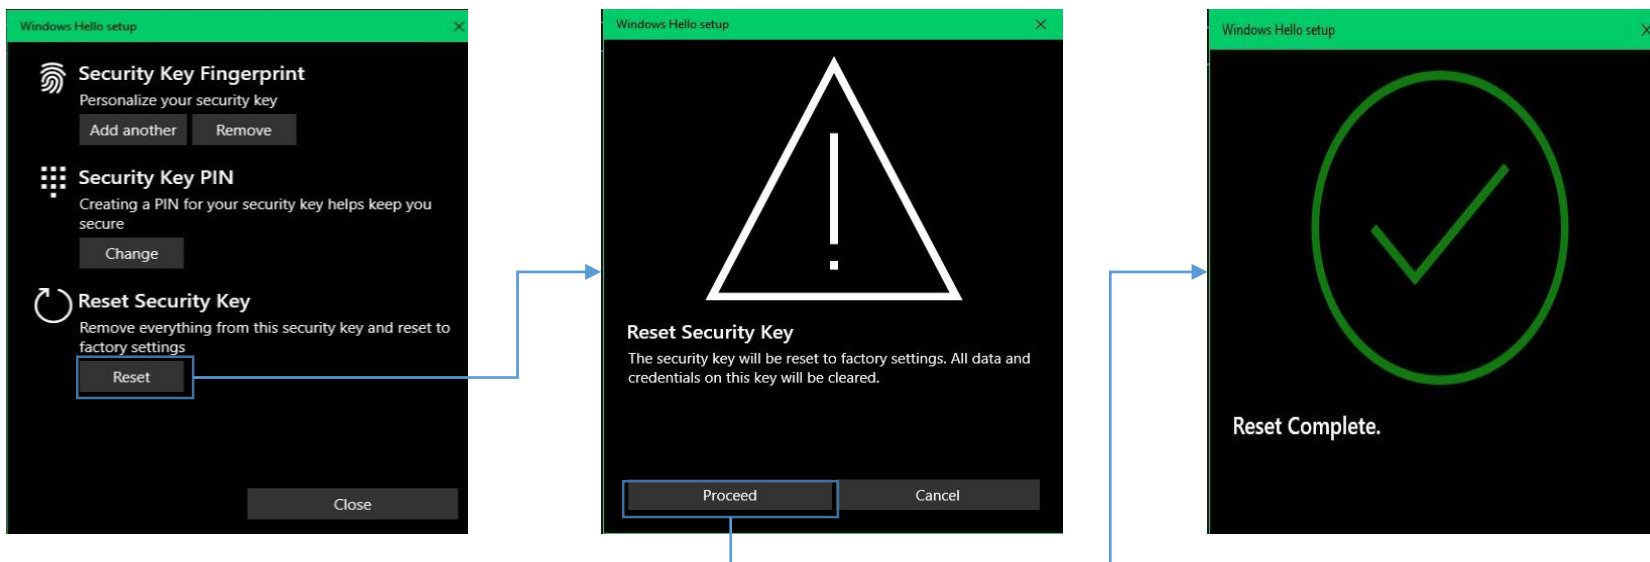 Windows Hello setup
Security Key Fingerprint
Personalize your security key
Add another
Remove
Security Key PIN
Creating a PIN for your security key helps keep you
secure
Change
Reset Security Key
Remove everything from this security key and reset to
factory settings
Reset
Close
Windows Hello setup
Reset Security Key
The security key will be reset to factory settings. All data and
credentials on this key will be cleared.
Proceed
Cancel
Windows Hello setup
Reset Complete.